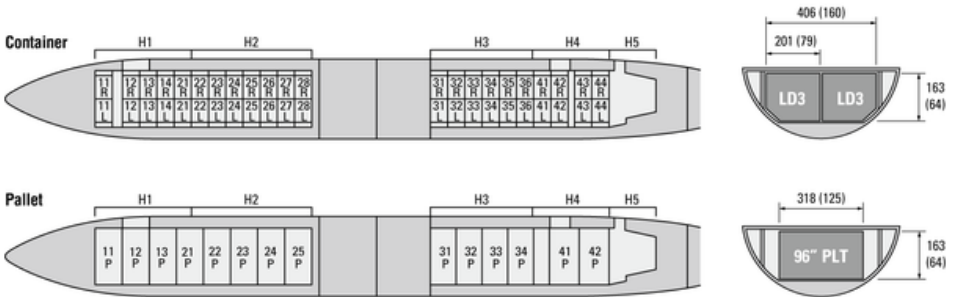 Container
H1 H2 H3 H4 H5
11 R 12 R 13 R 14 R 21 R 22 R 23 R 24 R 25 R 26 R 27 R 28 R 31 R 32 R 33 R 34 R 35 R 36 R 41 R 42 R 43 R 44 R
11 L 12 L 13 L 14 L 21 L 22 L 23 L 24 L 25 L 26 L 27 L 28 L 31 L 32 L 33 L 34 L 35 L 36 L 41 L 42 L 43 L 44 L
406 (160)
201 (79)
LD3 LD3
163
(64)
Pallet
H1 H2 H3 H4 H5
11 P 12 P 13 P 21 P 22 P 23 P 24 P 25 P 31 P 32 P 33 P 34 P 41 P 42 P
318 (125)
96” PLT
163
(64)